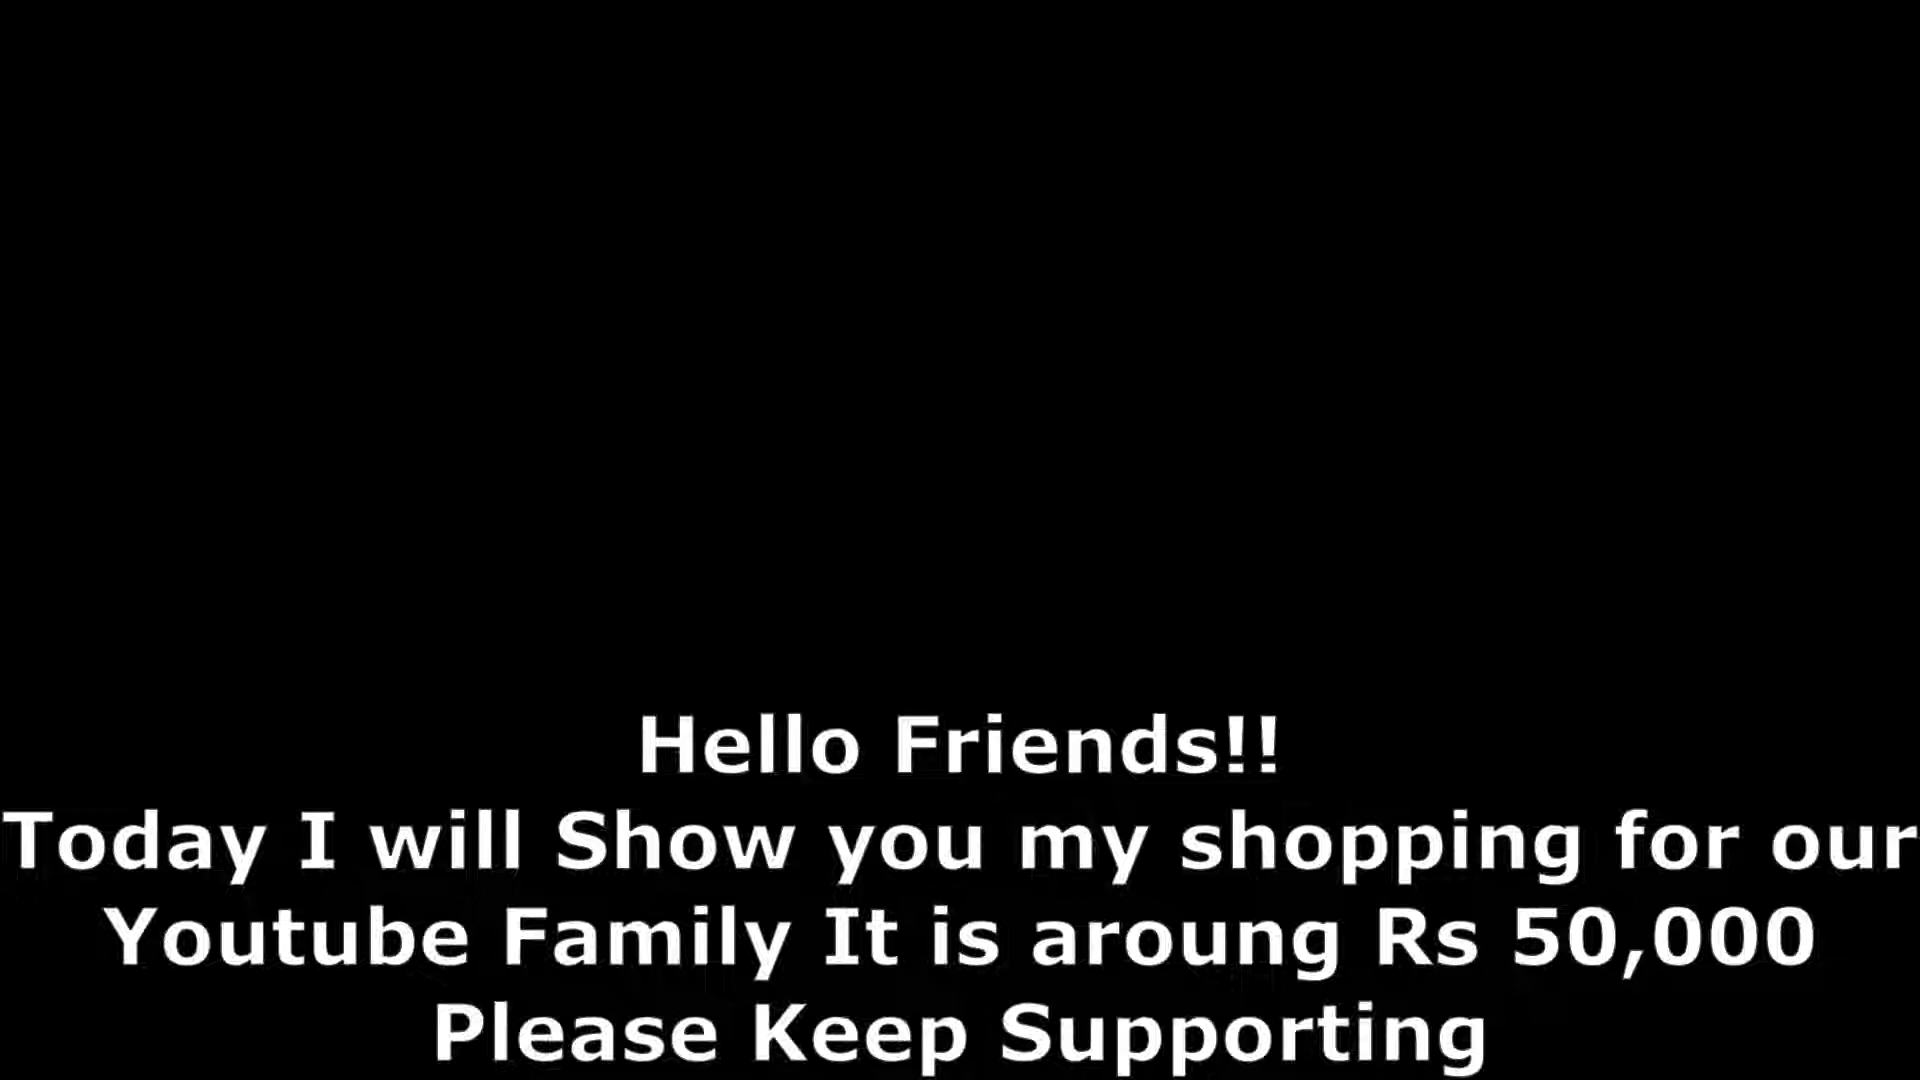 Hello Friends!!
Today I will Show you my shopping for our
Youtube Family It is aroung Rs 50,000
Please Keep Supporting